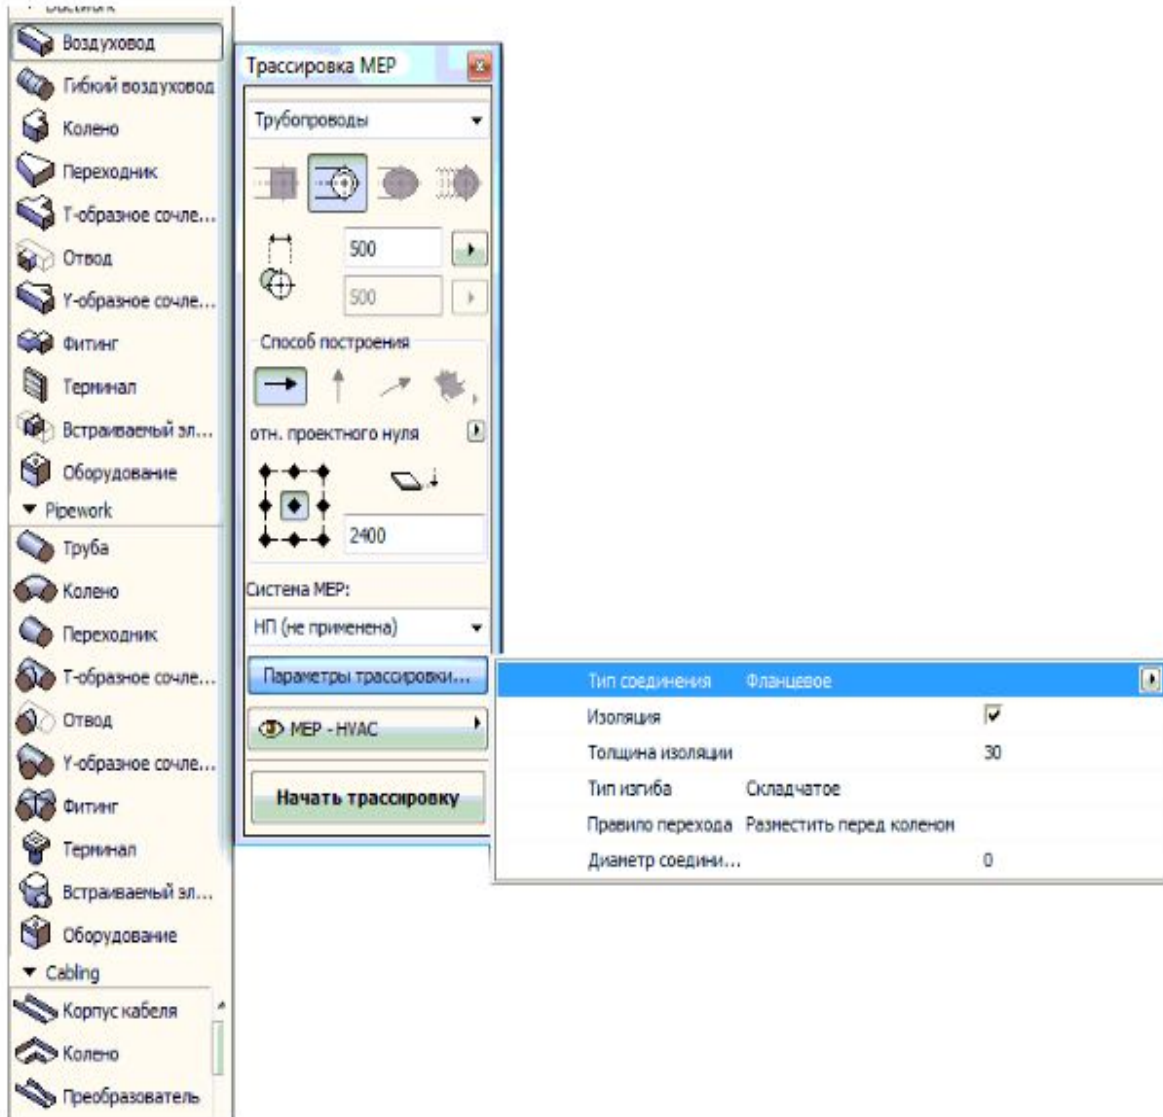 Ductwork
Воздуховод
Гибкий воздуховод
Колено
Переходник
Т-образное сочле...
Отвод
Y-образное сочле...
Фитинг
Терминал
Встраиваемый эл...
Оборудование
Pipework
Труба
Колено
Переходник
Т-образное сочле...
Отвод
Y-образное сочле...
Фитинг
Терминал
Встраиваемый эл...
Оборудование
Cabling
Корпус кабеля
Колено
Преобразователь
Трассировка MEP
Трубопроводы
500
500
Способ построения
отн. проектного нуля
2400
Система MEP:
НП (не применена)
Параметры трассировки...
MEP - HVAC
Начать трассировку
Тип соединения Фланцевое
Изоляция
Толщина изоляции 30
Тип изгиба Складчатое
Правило перехода Разместить перед коленом
Диаметр соедини... 0